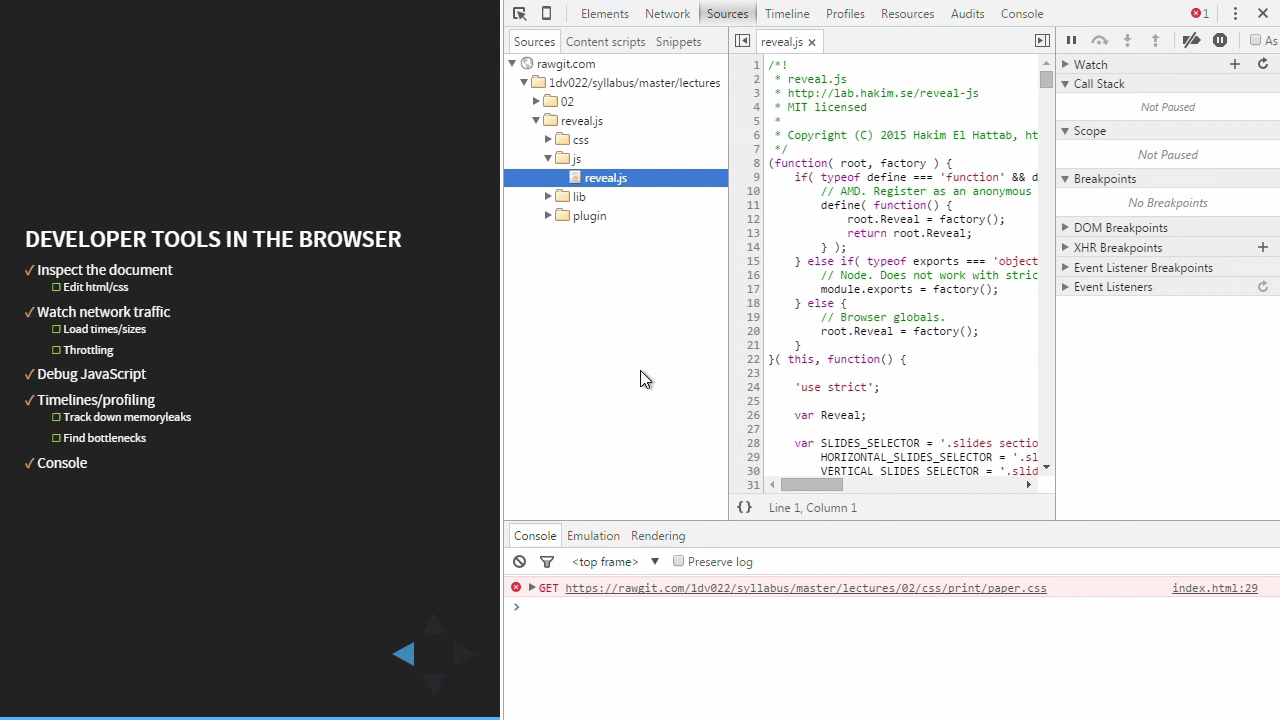 DEVELOPER TOOLS IN THE BROWSER
✓Inspect the document
Edit html/css
✓Watch network traffic
Load times/sizes
Throttling
✓Debug JavaScript
✓Timelines/profiling
Track down memoryleaks
Find bottlenecks
✓Console
Elements Network Sources Timeline Profiles Resources Audits Console 1
Sources Content scripts Snippets
rawgit.com
1dv022/syllabus/master/lectures
02
reveal.js
css
js
reveal.js
lib
plugin
reveal.js ×
1 /*!
2 * reveal.js
3 * http://lab.hakim.se/reveal-js
4 * MIT licensed
5 *
6 * Copyright (C) 2015 Hakim El Hattab, ht
7 */
8 (function( root, factory ) {
9 if( typeof define === 'function' && d
10 // AMD. Register as an anonymous
11 define( function() {
12 root.Reveal = factory();
13 return root.Reveal;
14 } );
15 } else if( typeof exports === 'object
16 // Node. Does not work with stric
17 module.exports = factory();
18 } else {
19 // Browser globals.
20 root.Reveal = factory();
21 }
22 }( this, function() {
23
24 'use strict';
25
26 var Reveal;
27
28 var SLIDES_SELECTOR = '.slides sectio
29 HORIZONTAL_SLIDES_SELECTOR = '.sl
30 VERTICAL_SLIDES_SELECTOR = '.slid
31
{ } Line 1, Column 1
As
Watch
Call Stack
Not Paused
Scope
Not Paused
Breakpoints
No Breakpoints
DOM Breakpoints
XHR Breakpoints
Event Listener Breakpoints
Event Listeners
Console Emulation Rendering
<top frame> ▼ Preserve log
GET https://rawgit.com/1dv022/syllabus/master/lectures/02/css/print/paper.css index.html:29
>